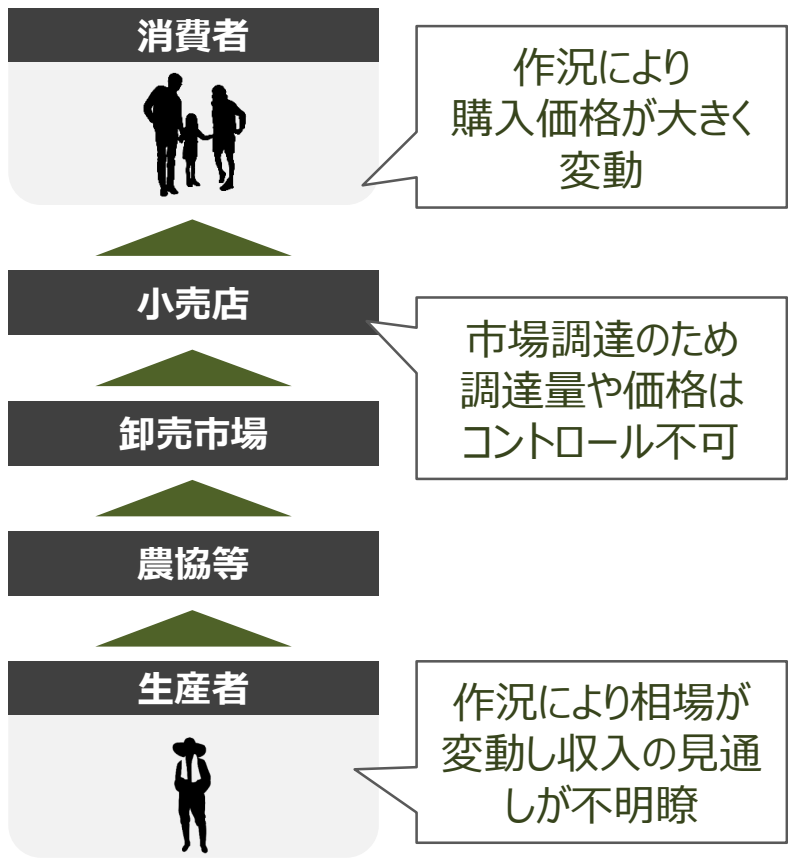 消費者
作況により
購入価格が大きく
変動
小売店
市場調達のため
調達量や価格は
コントロール不可
卸売市場
農協等
生産者
作況により相場が
変動し収入の見通
しが不明瞭